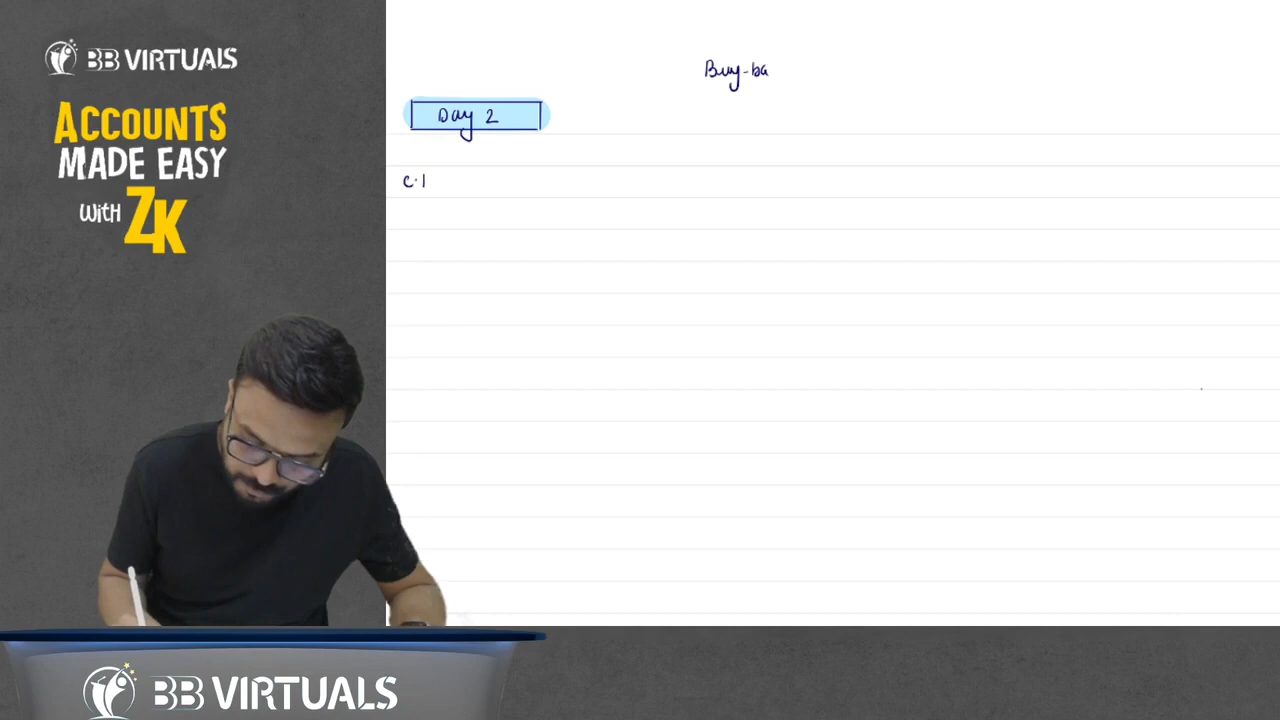 BB VIRTUALS
ACCOUNTS
MADE EASY
WITH ZK
Buy-ba
Day 2
C.1
BB VIRTUALS